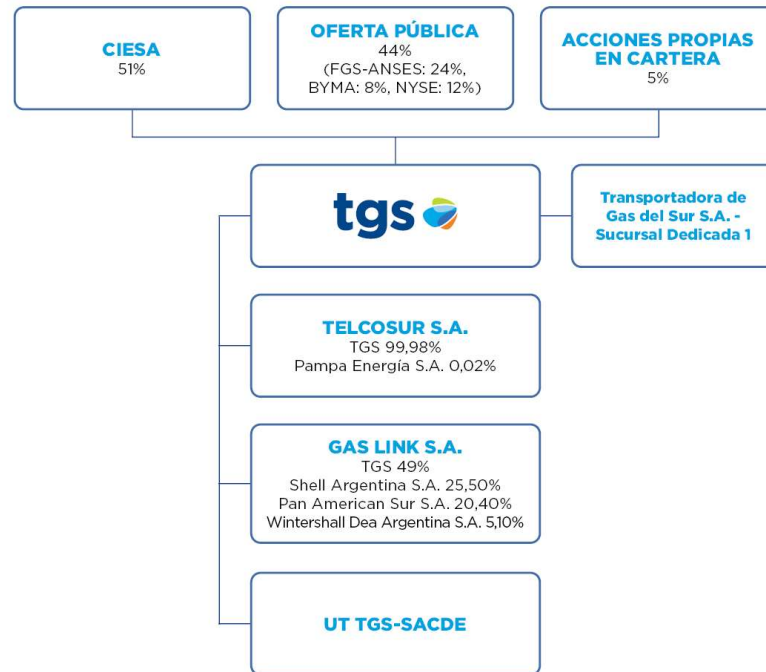 CIESA
51%
OFERTA PÚBLICA
44%
(FGS-ANSES: 24%,
BYMA: 8%, NYSE: 12%)
ACCIONES PROPIAS
EN CARTERA
5%
tgs
Transportadora de
Gas del Sur S.A. -
Sucursal Dedicada 1
TELCOSUR S.A.
TGS 99,98%
Pampa Energía S.A. 0,02%
GAS LINK S.A.
TGS 49%
Shell Argentina S.A. 25,50%
Pan American Sur S.A. 20,40%
Wintershall Dea Argentina S.A. 5,10%
UT TGS-SACDE